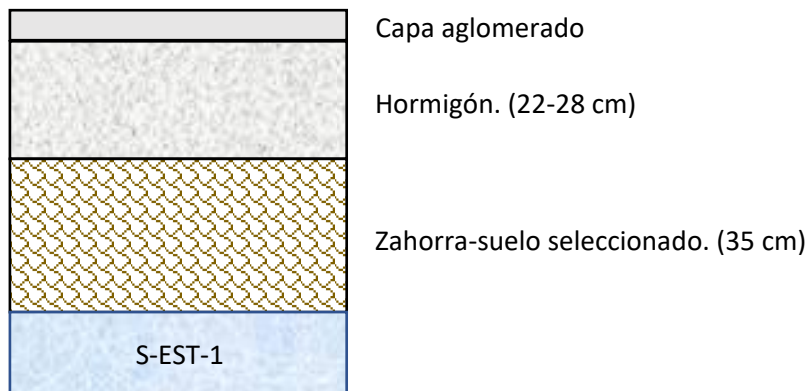 Capa aglomerado
Hormigón. (22-28 cm)
Zahorra-suelo seleccionado. (35 cm)
S-EST-1